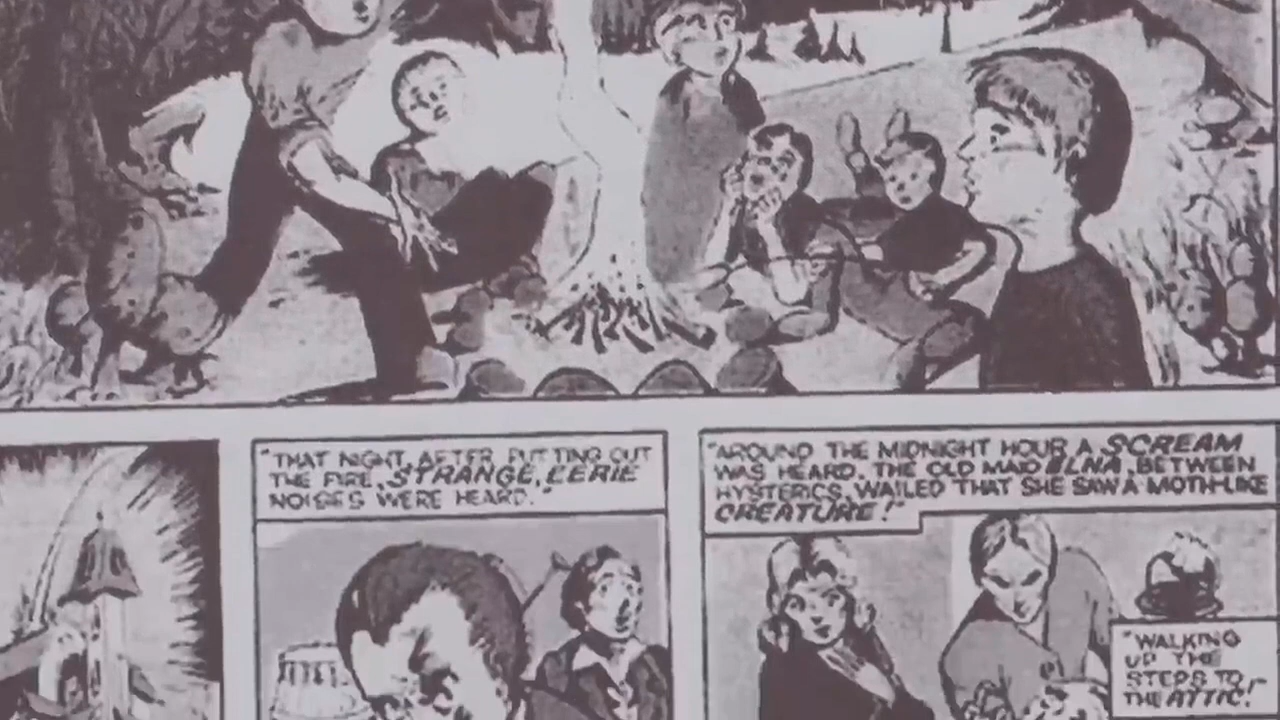 "THAT NIGHT, AFTER PUTTING OUT
THE FIRE, STRANGE, EERIE
NOISES WERE HEARD."
"AROUND THE MIDNIGHT HOUR A SCREAM
WAS HEARD. THE OLD MAID ELNA, BETWEEN
HYSTERICS, WAILED THAT SHE SAW A MOTH-LIKE
CREATURE!"
"WALKING
UP THE
STEPS TO
THE ATTIC!"